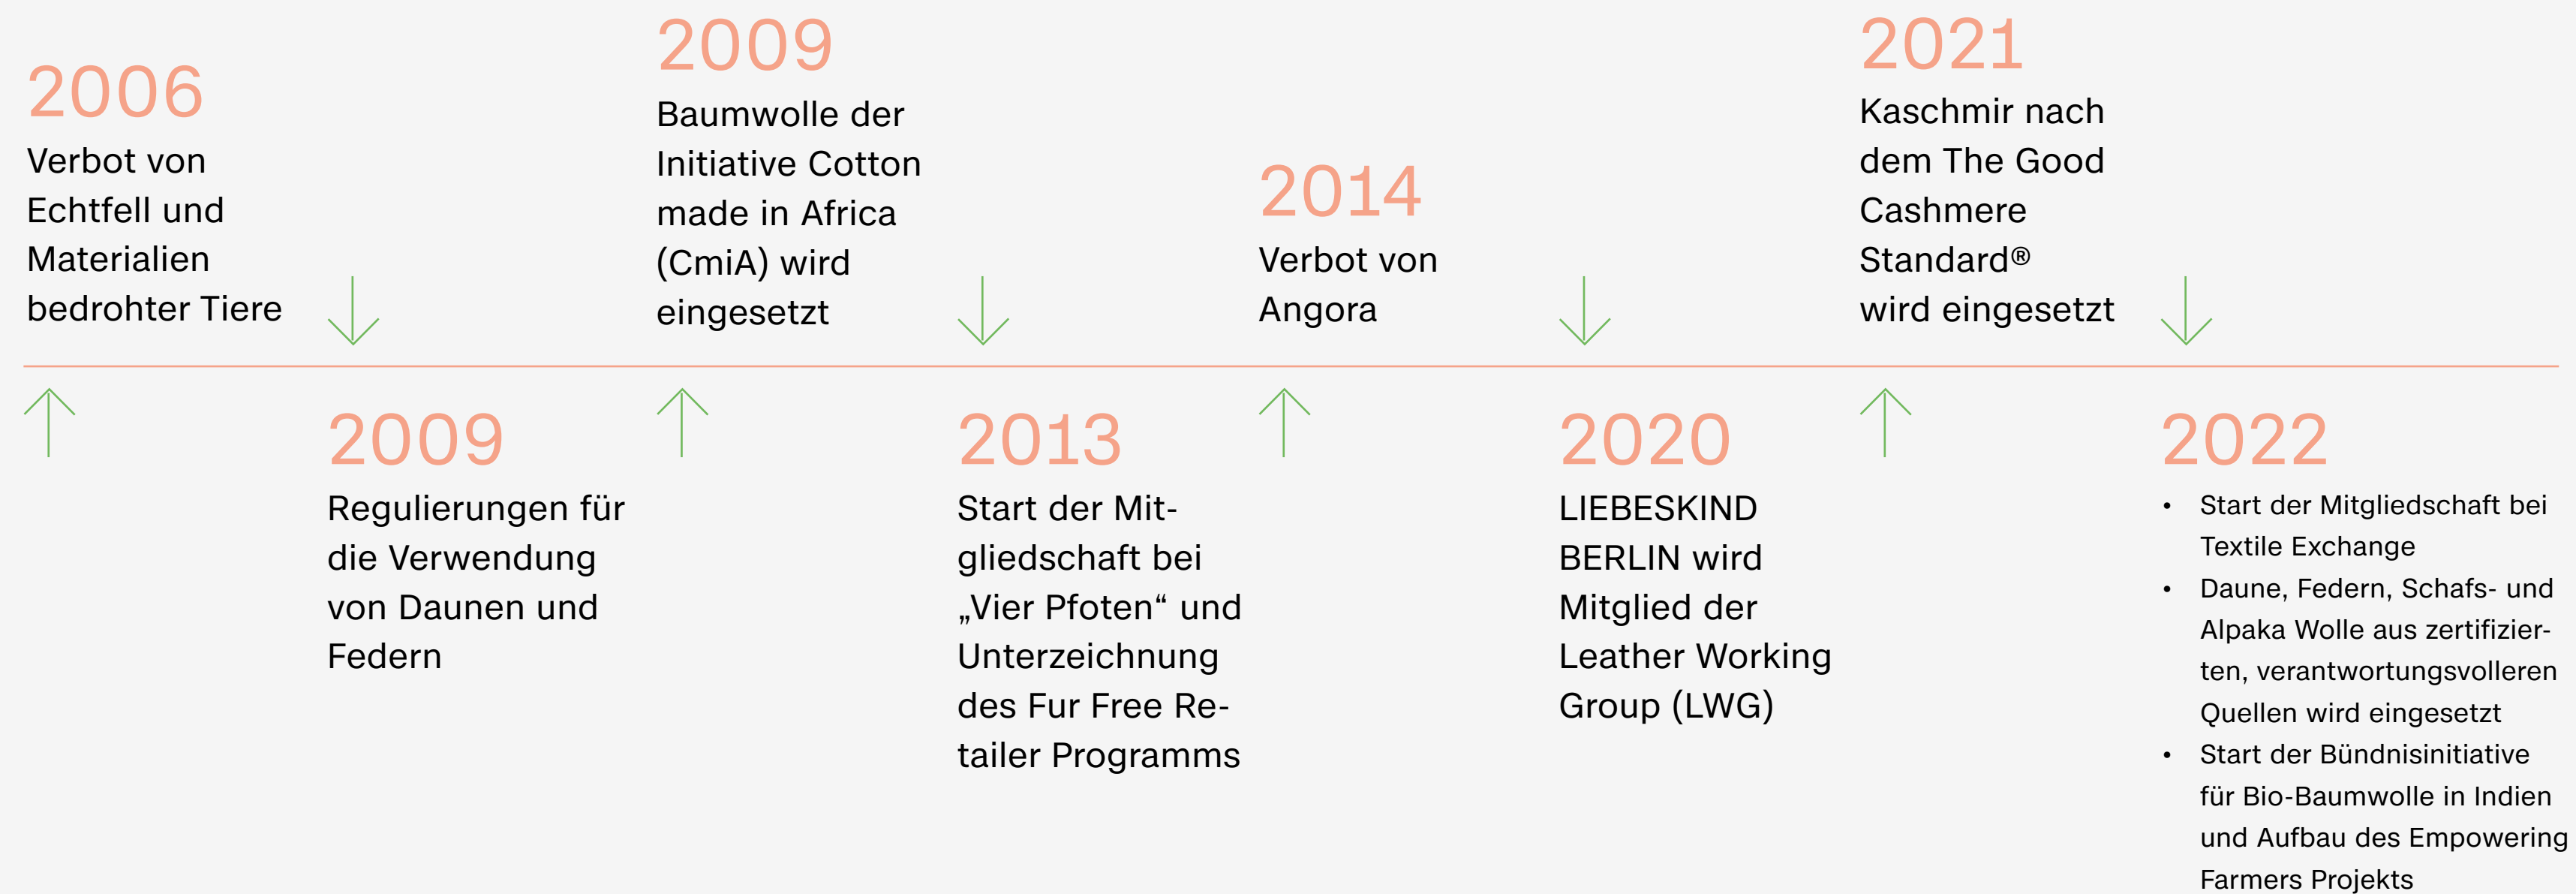 2006
Verbot von
Echtfell und
Materialien
bedrohter Tiere
2009
Regulierungen für
die Verwendung
von Daunen und
Federn
2009
Baumwolle der
Initiative Cotton
made in Africa
(CmiA) wird
eingesetzt
2013
Start der Mit-
gliedschaft bei
„Vier Pfoten“ und
Unterzeichnung
des Fur Free Re-
tailer Programms
2014
Verbot von
Angora
2020
LIEBESKIND
BERLIN wird
Mitglied der
Leather Working
Group (LWG)
2021
Kaschmir nach
dem The Good
Cashmere
Standard®
wird eingesetzt
2022
• Start der Mitgliedschaft bei
Textile Exchange
• Daune, Federn, Schafs- und
Alpaka Wolle aus zertifizier-
ten, verantwortungsvolleren
Quellen wird eingesetzt
• Start der Bündnisinitiative
für Bio-Baumwolle in Indien
und Aufbau des Empowering
Farmers Projekts